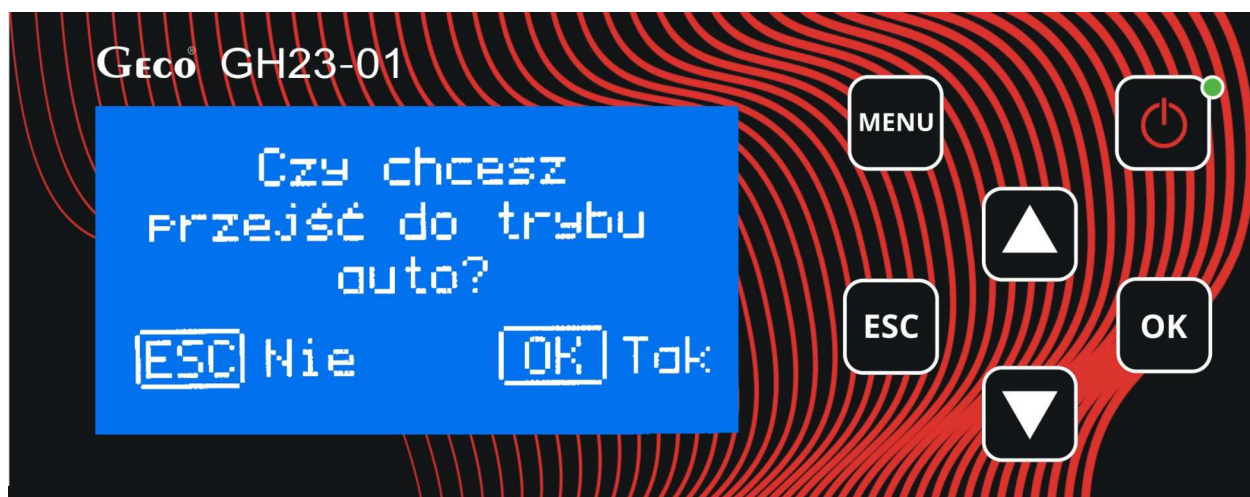 GECO® GH23-01
MENU
Czy chcesz
przejść do trybu
auto?
ESC Nie OK Tak
ESC
OK